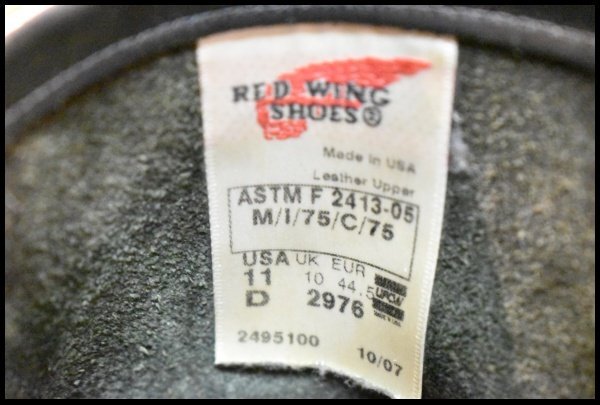 RED WING
SHOES®
Made in USA
Leather Upper
ASTM F 2413-05
M/I/75/C/75
USA UK EUR
11 10 44.5
D 2976
UFCW
2495100 10/07